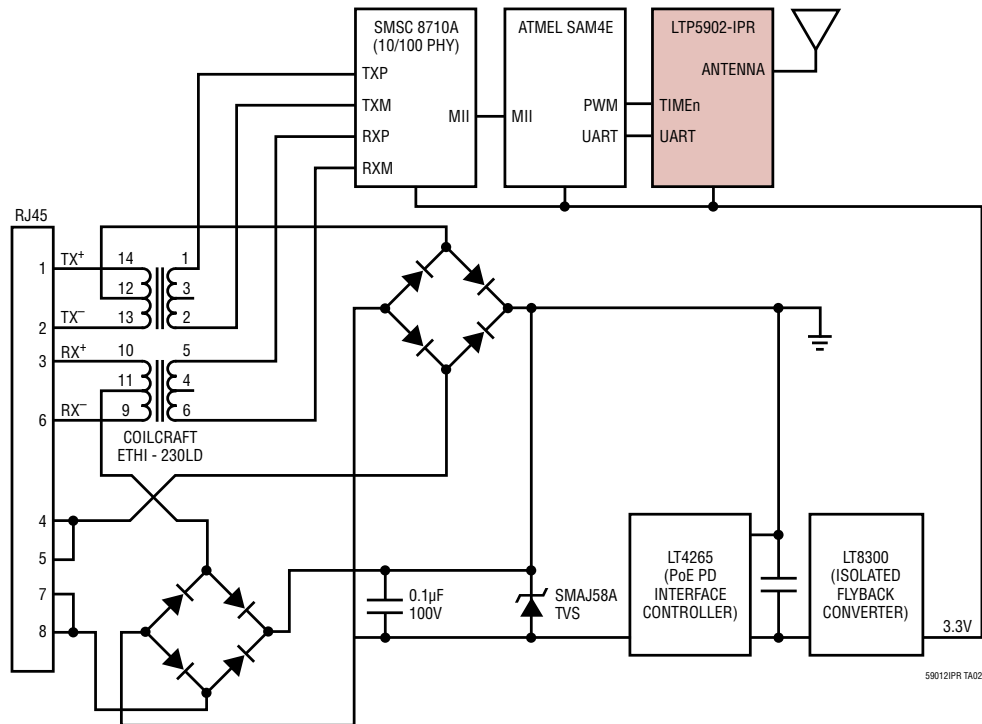 SMSC 8710A
(10/100 PHY)
TXP
TXM
RXP
RXM
MII
ATMEL SAM4E
MII
PWM
UART
LTP5902-IPR
ANTENNA
TIMEn
UART
RJ45
1
TX+
14
1
12
3
2
TX−
13
2
3
RX+
10
5
11
4
6
RX−
9
6
COILCRAFT
ETHI - 230LD
4
5
7
8
0.1µF
100V
SMAJ58A
TVS
LT4265
(PoE PD
INTERFACE
CONTROLLER)
LT8300
(ISOLATED
FLYBACK
CONVERTER)
3.3V
59012IPR TA02